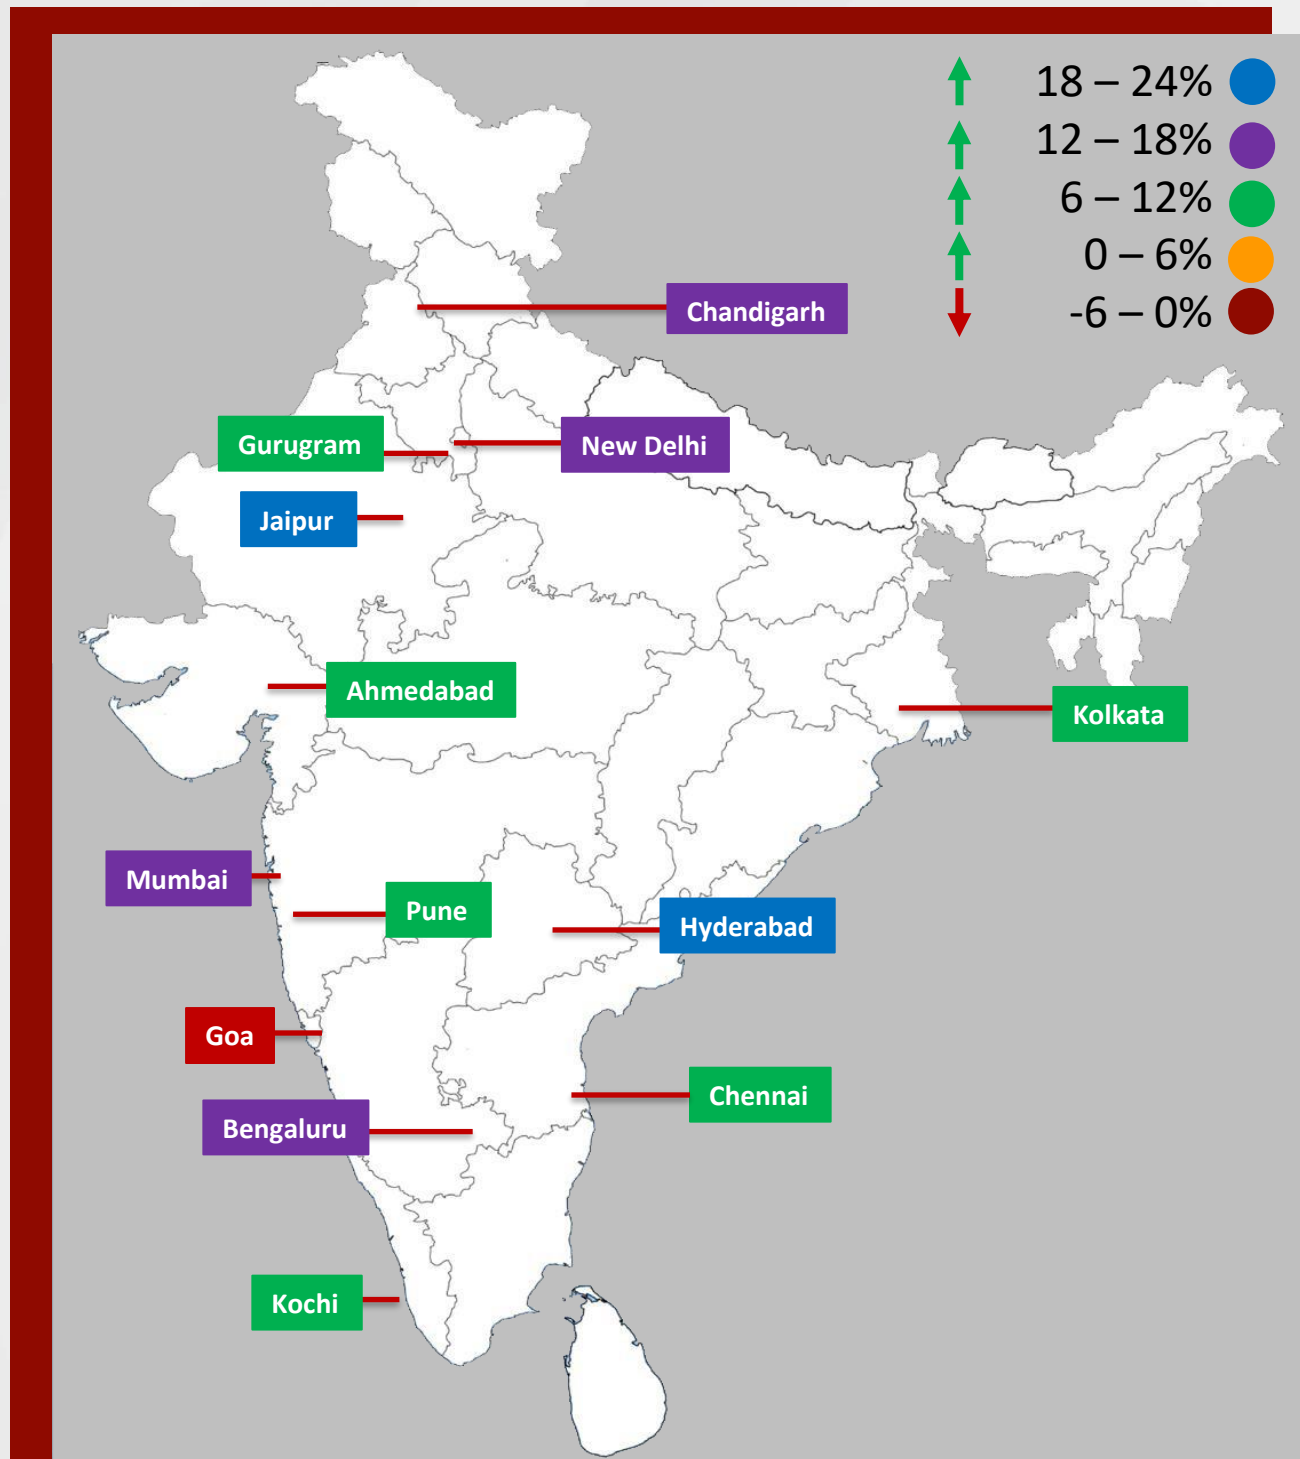 18 – 24%
12 – 18%
6 – 12%
0 – 6%
-6 – 0%
Chandigarh
Gurugram
New Delhi
Jaipur
Ahmedabad
Kolkata
Mumbai
Pune
Hyderabad
Goa
Chennai
Bengaluru
Kochi